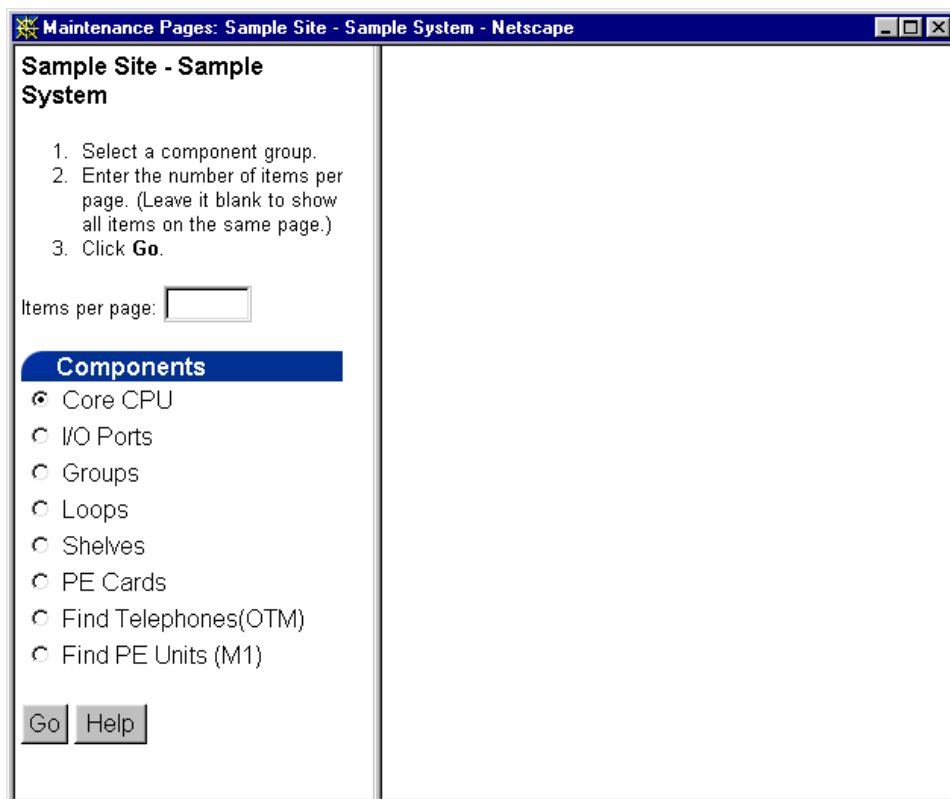 Maintenance Pages: Sample Site - Sample System - Netscape
Sample Site - Sample
System
1. Select a component group.
2. Enter the number of items per
page. (Leave it blank to show
all items on the same page.)
3. Click Go.
Items per page:
Components
Core CPU
I/O Ports
Groups
Loops
Shelves
PE Cards
Find Telephones(OTM)
Find PE Units (M1)
Go Help